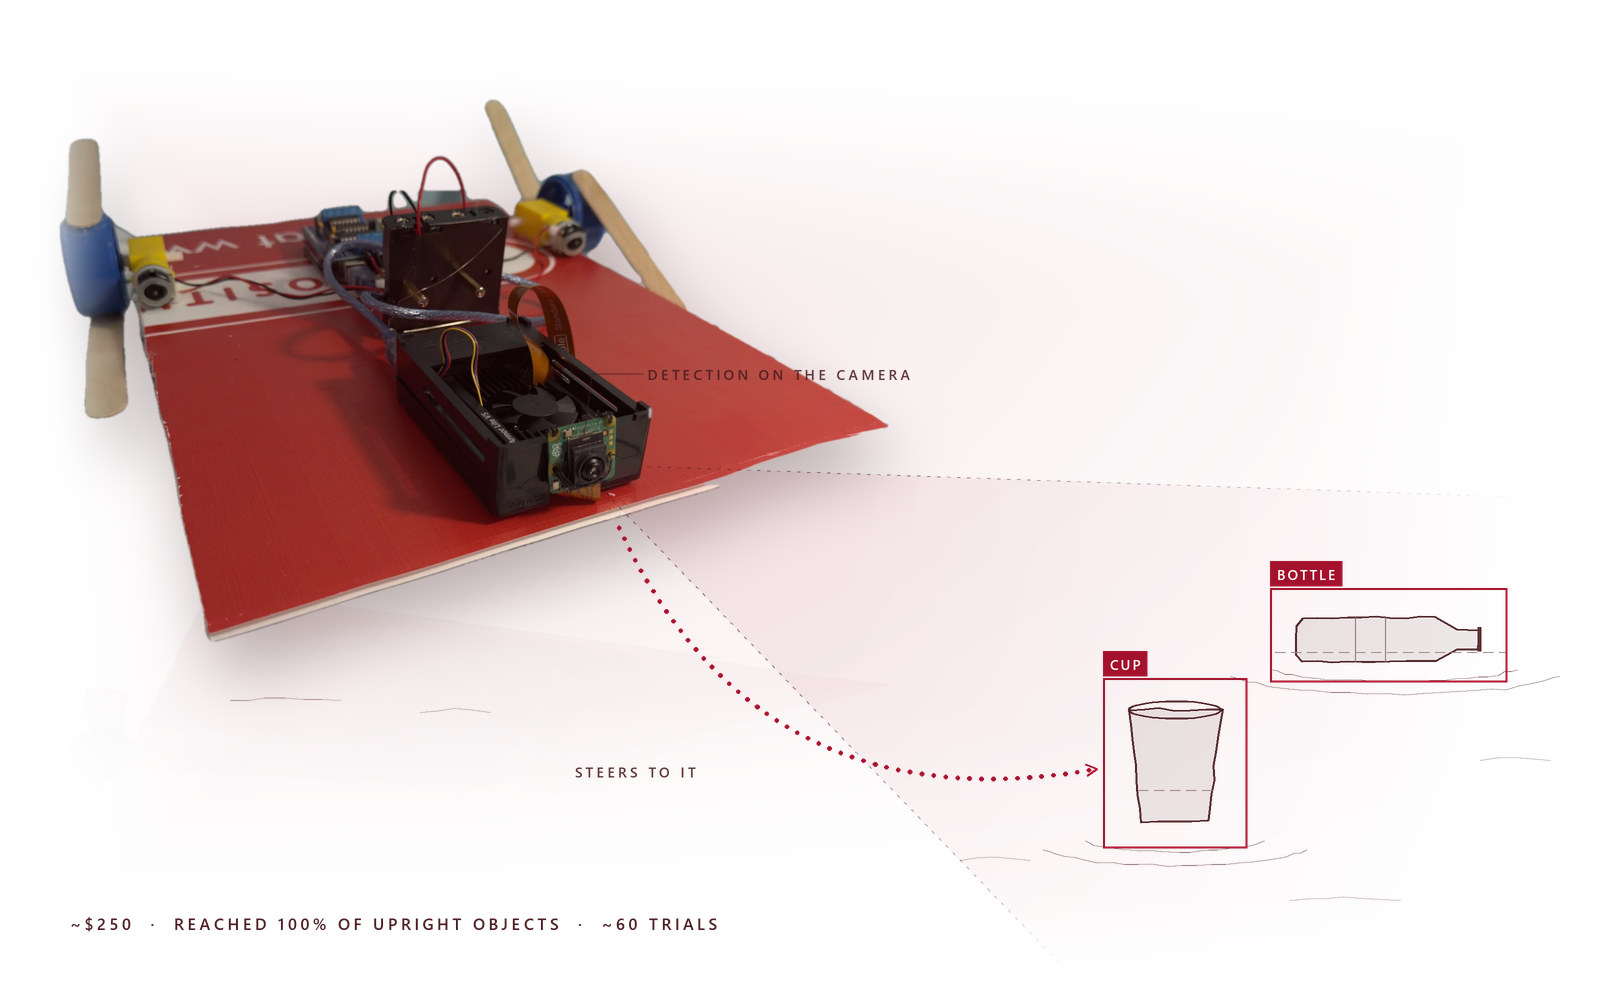 DETECTION ON THE CAMERA
BOTTLE
CUP
STEERS TO IT
~$250 · REACHED 100% OF UPRIGHT OBJECTS · ~60 TRIALS